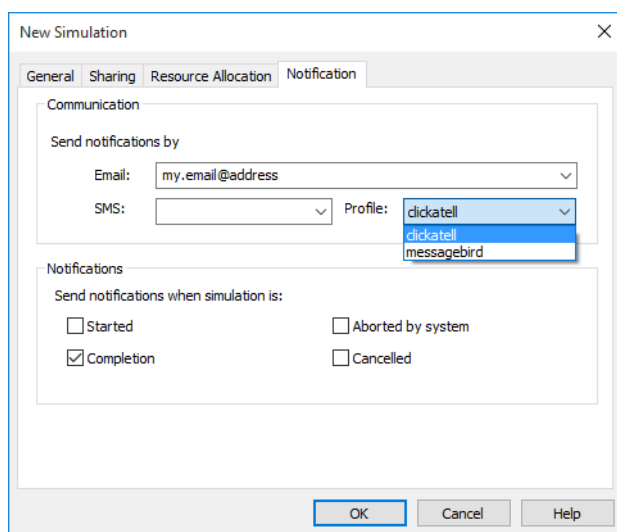 New Simulation
General Sharing Resource Allocation Notification
Communication
Send notifications by
Email: my.email@address
SMS: Profile: clickatell
clickatell
messagebird
Notifications
Send notifications when simulation is:
Started Aborted by system
Completion Cancelled
OK Cancel Help